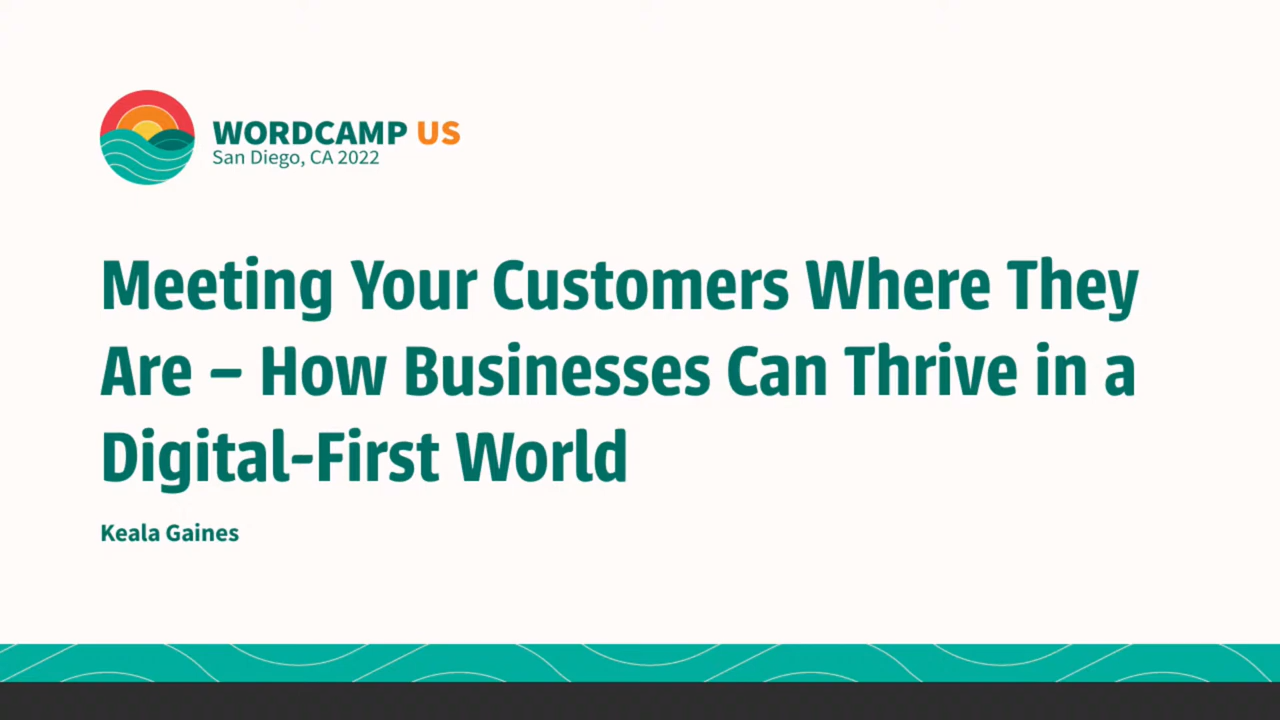 WORDCAMP US
San Diego, CA 2022
Meeting Your Customers Where They
Are – How Businesses Can Thrive in a
Digital-First World
Keala Gaines